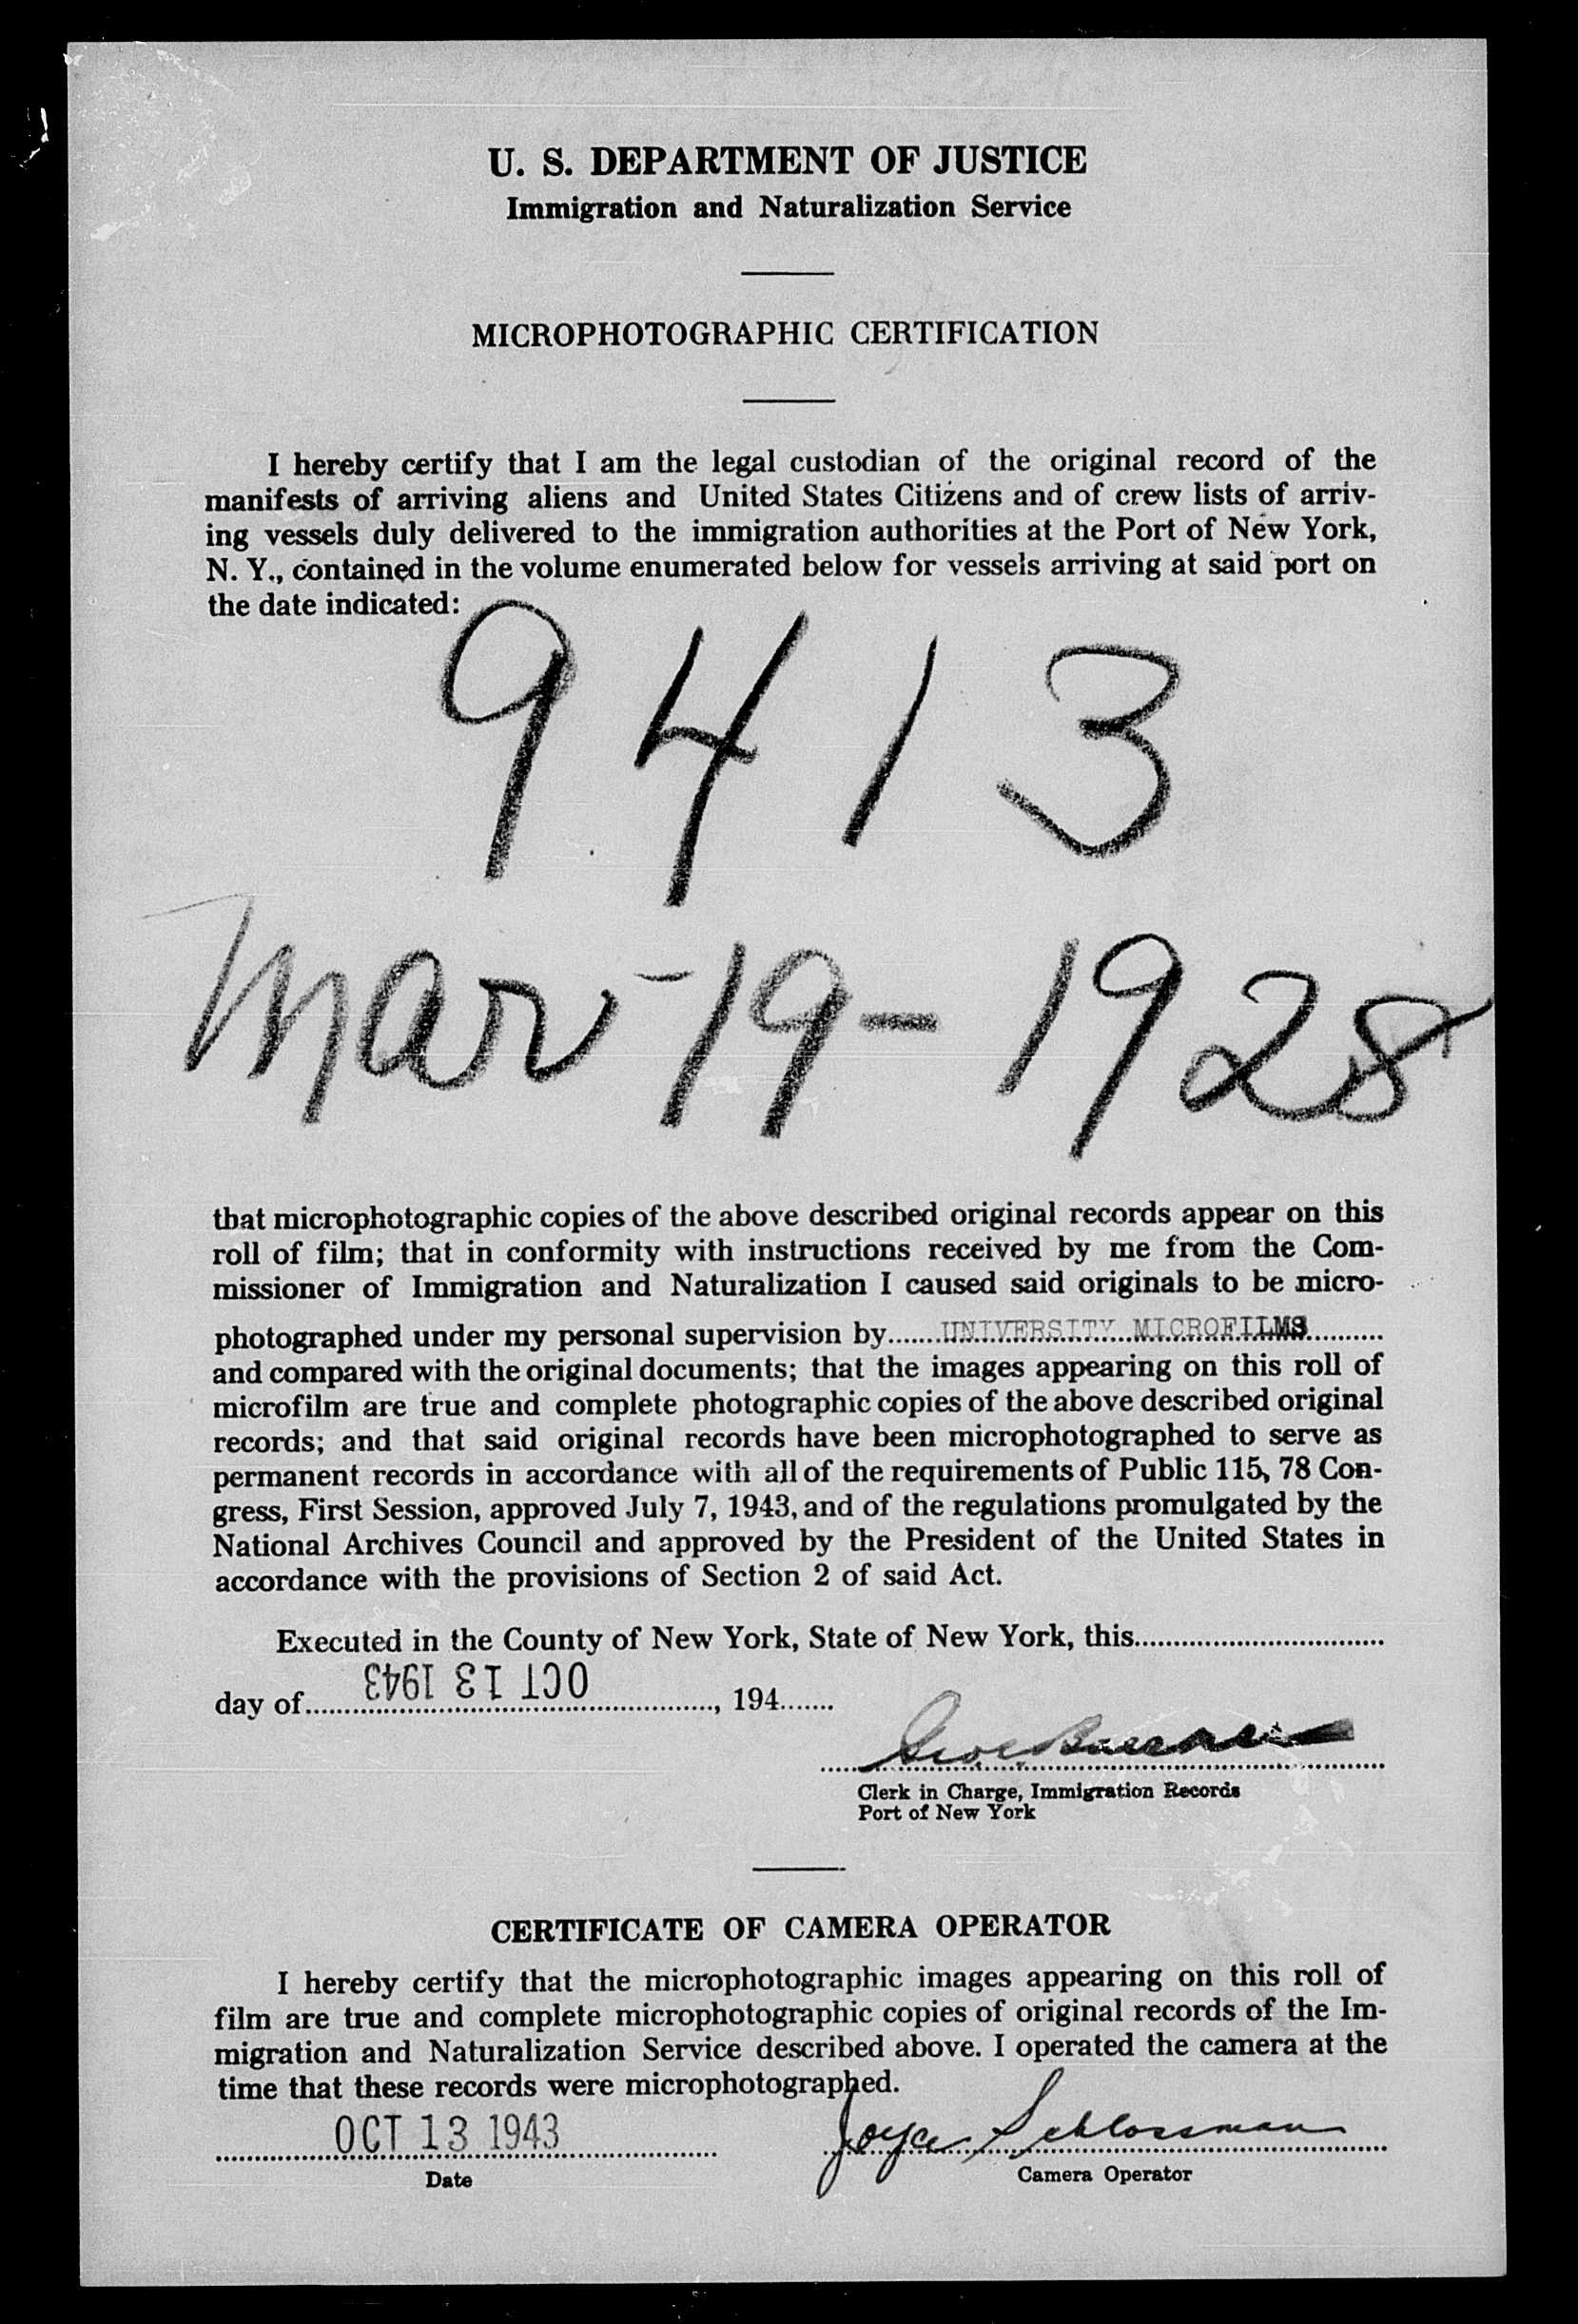 U. S. DEPARTMENT OF JUSTICE
Immigration and Naturalization Service
MICROPHOTOGRAPHIC CERTIFICATION
I hereby certify that I am the legal custodian of the original record of the
manifests of arriving aliens and United States Citizens and of crew lists of arriv-
ing vessels duly delivered to the immigration authorities at the Port of New York,
N. Y., contained in the volume enumerated below for vessels arriving at said port on
the date indicated:
9413
Mar-19-1928
that microphotographic copies of the above described original records appear on this
roll of film; that in conformity with instructions received by me from the Com-
missioner of Immigration and Naturalization I caused said originals to be micro-
photographed under my personal supervision by UNIVERSITY MICROFILMS
and compared with the original documents; that the images appearing on this roll of
microfilm are true and complete photographic copies of the above described original
records; and that said original records have been microphotographed to serve as
permanent records in accordance with all of the requirements of Public 115, 78 Con-
gress, First Session, approved July 7, 1943, and of the regulations promulgated by the
National Archives Council and approved by the President of the United States in
accordance with the provisions of Section 2 of said Act.
Executed in the County of New York, State of New York, this
day of OCT 13 1943, 194
Clerk in Charge, Immigration Records
Port of New York
CERTIFICATE OF CAMERA OPERATOR
I hereby certify that the microphotographic images appearing on this roll of
film are true and complete microphotographic copies of original records of the Im-
migration and Naturalization Service described above. I operated the camera at the
time that these records were microphotographed.
OCT 13 1943 Joyce Schlossman
Date Camera Operator